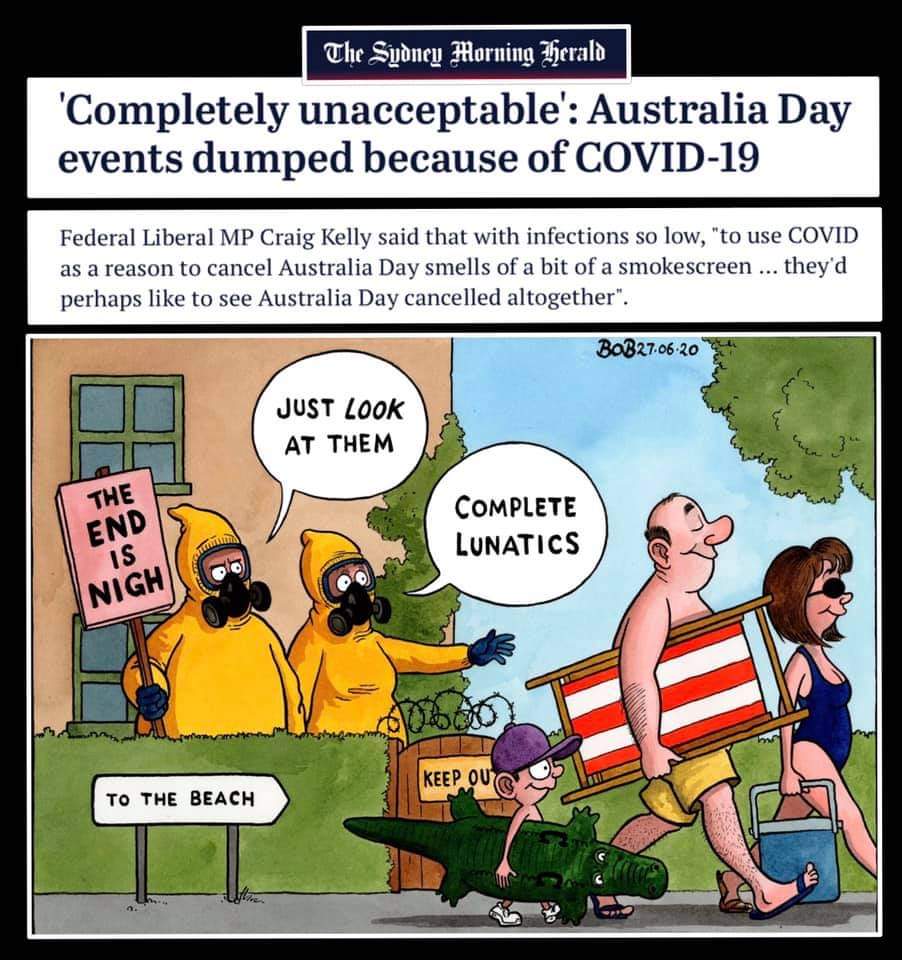 The Sydney Morning Herald
'Completely unacceptable': Australia Day
events dumped because of COVID-19
Federal Liberal MP Craig Kelly said that with infections so low, "to use COVID
as a reason to cancel Australia Day smells of a bit of a smokescreen ... they'd
perhaps like to see Australia Day cancelled altogether".
BOB 27·06·20
JUST LOOK
AT THEM
COMPLETE
LUNATICS
THE
END
IS
NIGH
KEEP OU
TO THE BEACH